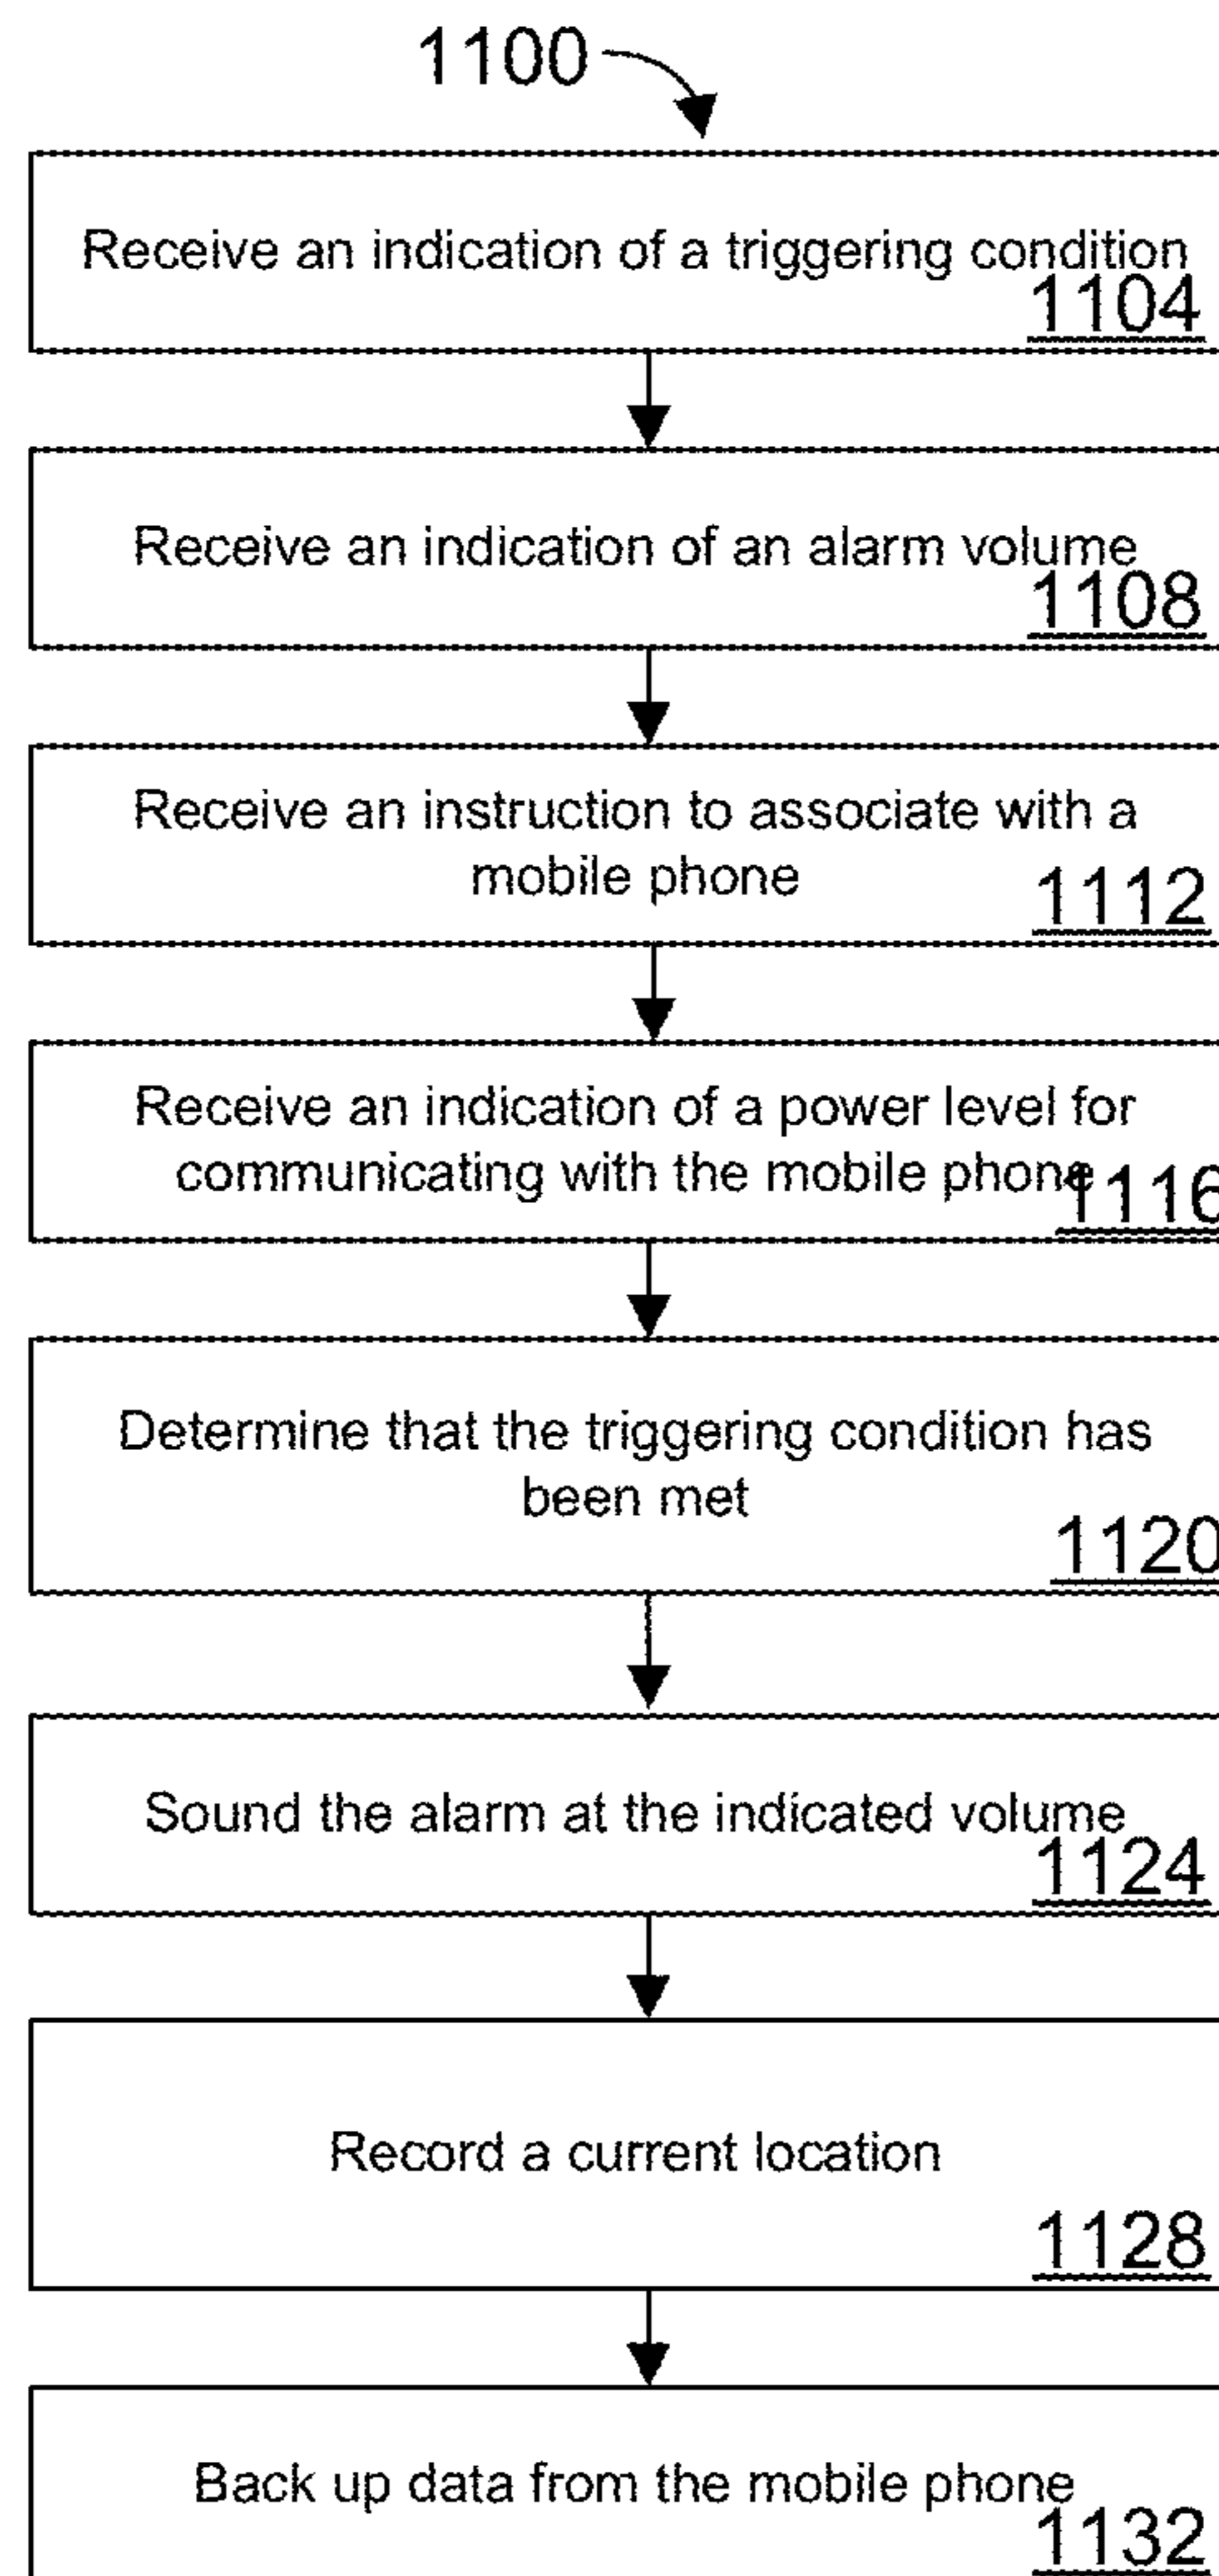 1100
Receive an indication of a triggering condition
1104
Receive an indication of an alarm volume
1108
Receive an instruction to associate with a
mobile phone
1112
Receive an indication of a power level for
communicating with the mobile phone
1116
Determine that the triggering condition has
been met
1120
Sound the alarm at the indicated volume
1124
Record a current location
1128
Back up data from the mobile phone
1132